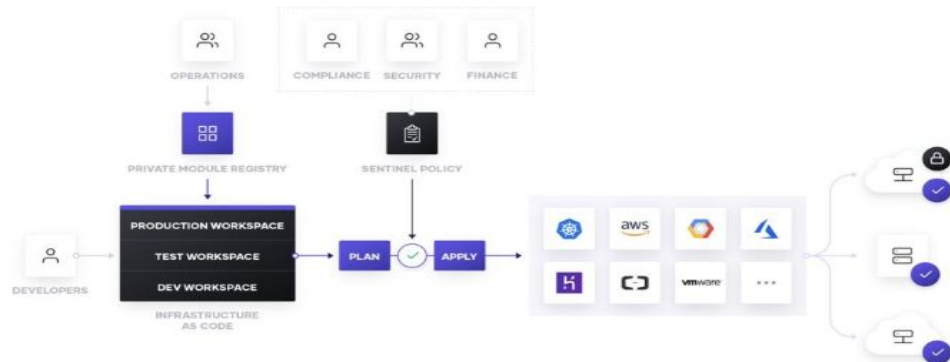 OPERATIONS
COMPLIANCE SECURITY FINANCE
PRIVATE MODULE REGISTRY
SENTINEL POLICY
PRODUCTION WORKSPACE
TEST WORKSPACE
DEV WORKSPACE
DEVELOPERS
INFRASTRUCTURE
AS CODE
PLAN
APPLY
aws
H
vmware